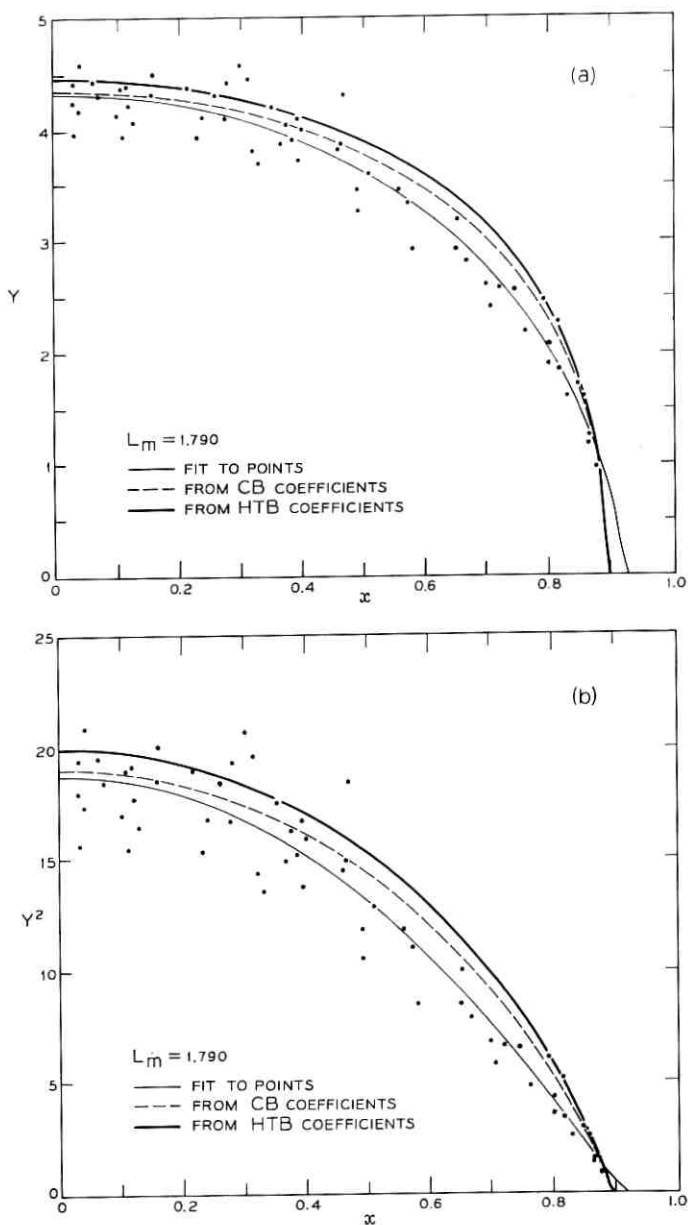 5
(a)
4
3
Y
2
Lm = 1.790
FIT TO POINTS
FROM CB COEFFICIENTS
1
FROM HTB COEFFICIENTS
0
0 0.2 0.4 0.6 0.8 1.0
x
25
(b)
20
15
Y²
10
Lm = 1.790
5
FIT TO POINTS
FROM CB COEFFICIENTS
FROM HTB COEFFICIENTS
0
0 0.2 0.4 0.6 0.8 1.0
x